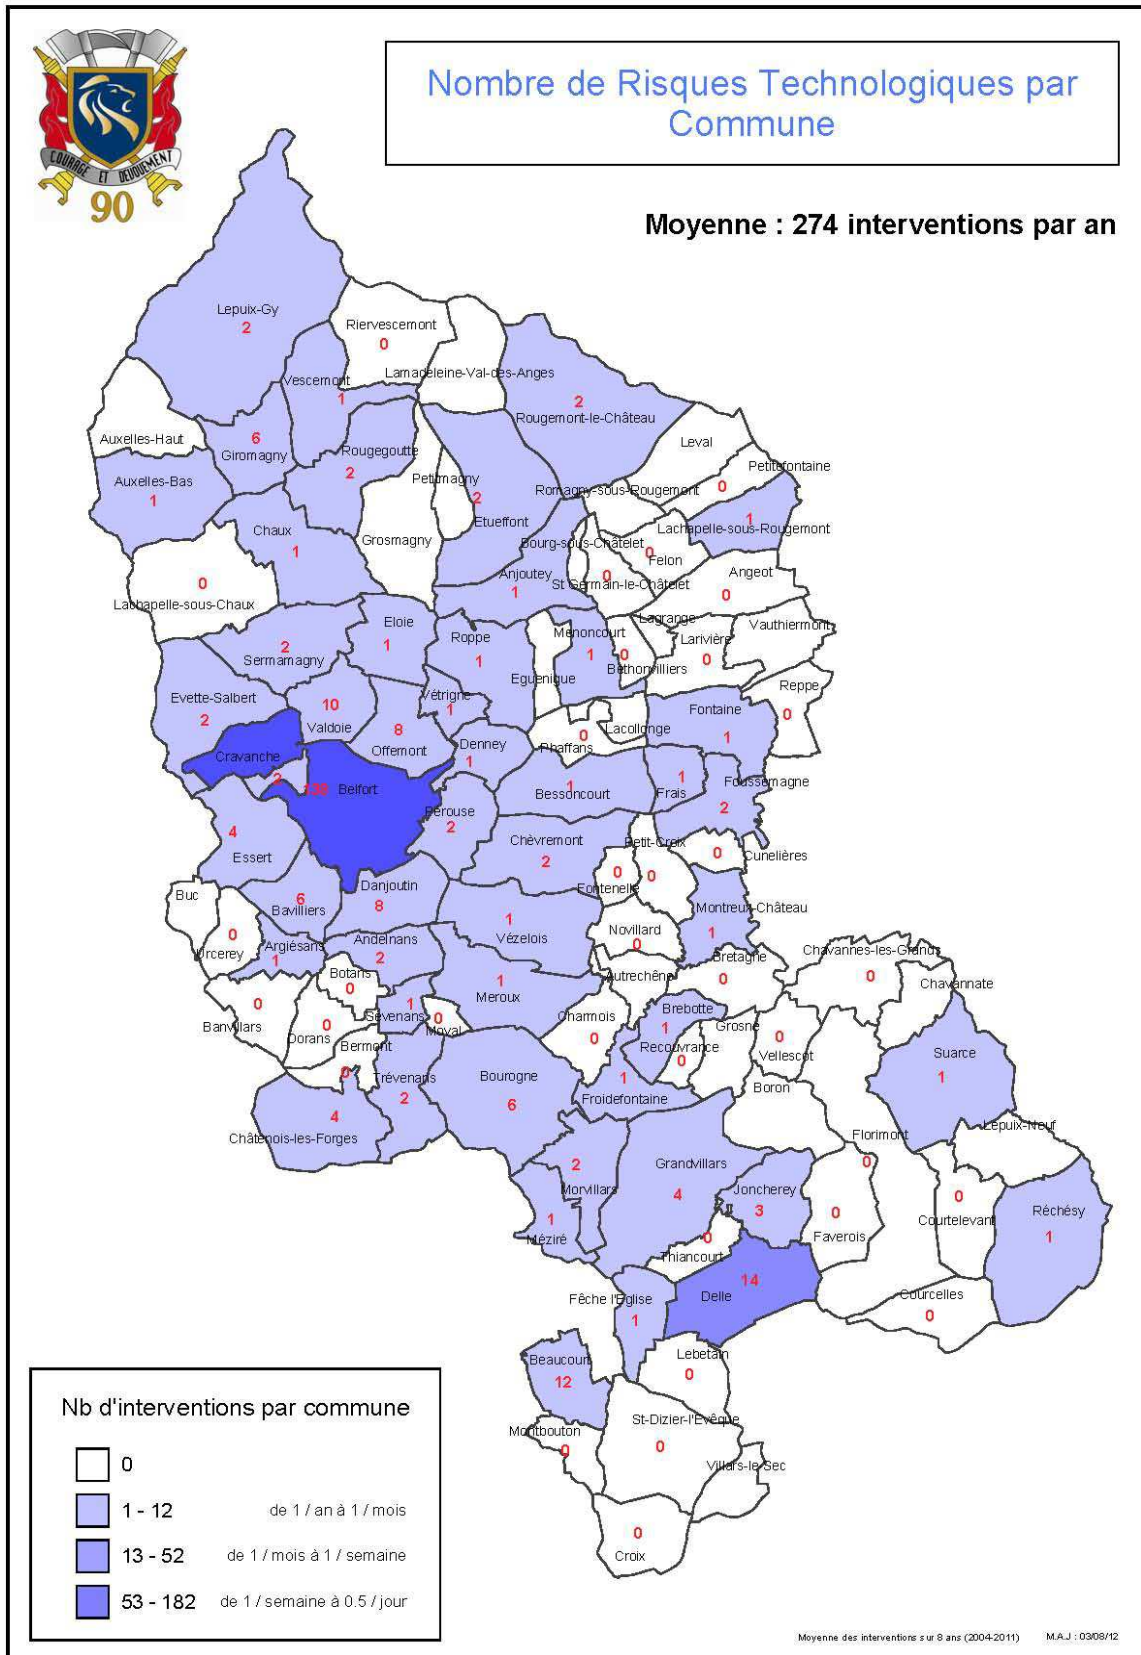 COURAGE ET DEVOUEMENT
90
Nombre de Risques Technologiques par
Commune
Moyenne : 274 interventions par an
Lepuix-Gy
2
Riervescemont
0
Lamadeleine-Val-des-Anges
Vescemont
1
2
Rougemont-le-Château
Auxelles-Haut
6
Giromagny
Rougegoutte
2
Leval
Petitefontaine
0
Auxelles-Bas
1
Petitmagny
2
Etueffont
Romagny-sous-Rougemont
1
Lachapelle-sous-Rougemont
Chaux
1
Grosmagny
Bourg-sous-Châtelet
0
Felon
Anjoutey
1
0
St Germain-le-Châtelet
Angeot
0
0
Lachapelle-sous-Chaux
Eloie
1
Roppe
1
Menoncourt
1
Lagrange
0
Bethonvilliers
Larivière
0
Vauthiermont
2
Sermamagny
Eguenique
Reppe
0
Evette-Salbert
2
10
Valdoie
8
Offemont
Vétrigne
1
Fontaine
1
Lacollonge
0
Phaffans
Cravanche
2
138
Belfort
Denney
1
1
Bessoncourt
1
Frais
Foussemagne
2
4
Essert
Pérouse
2
Chèvremont
2
Petit-Croix
0
0
Cunelières
0
Fontenelle
Buc
6
Bavilliers
Danjoutin
8
1
Vézelois
Novillard
0
Montreux-Château
1
0
Urcerey
Argiésans
1
Andelnans
2
Botans
0
1
Meroux
Autrechêne
Bretagne
0
Chavannes-les-Grands
0
Chavannate
0
Banvillars
0
Dorans
1
Sévenans
0
Moval
Charmois
0
Brebotte
1
Grosne
0
Vellescot
Recouvrance
0
Bermont
0
Trévenans
2
Bourogne
6
1
Froidefontaine
Boron
Suarce
1
4
Châtenois-les-Forges
Florimont
0
Lepuix-Neuf
2
Morvillars
Grandvillars
4
Joncherey
3
0
Faverois
0
Courtelevant
Réchésy
1
1
Méziré
0
Thiancourt
14
Delle
Fêche l'Eglise
1
Courcelles
0
Beaucourt
12
Lebetain
0
St-Dizier-l'Evêque
0
Montbouton
0
Villars-le-Sec
0
Croix
Nb d'interventions par commune
0
1 - 12 de 1 / an à 1 / mois
13 - 52 de 1 / mois à 1 / semaine
53 - 182 de 1 / semaine à 0.5 / jour
Moyenne des interventions sur 8 ans (2004-2011) M.A.J : 03/08/12